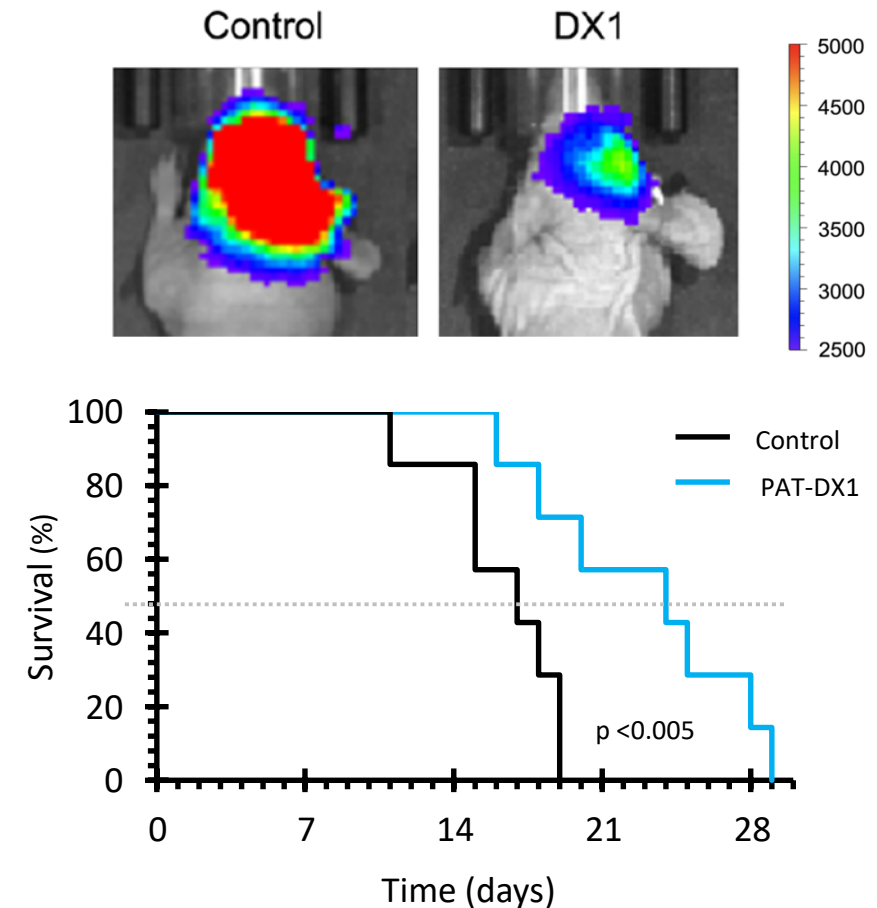 Control
DX1
5000
4500
4000
3500
3000
2500
100
80
60
40
20
0
Survival (%)
Control
PAT-DX1
p <0.005
0 7 14 21 28
Time (days)